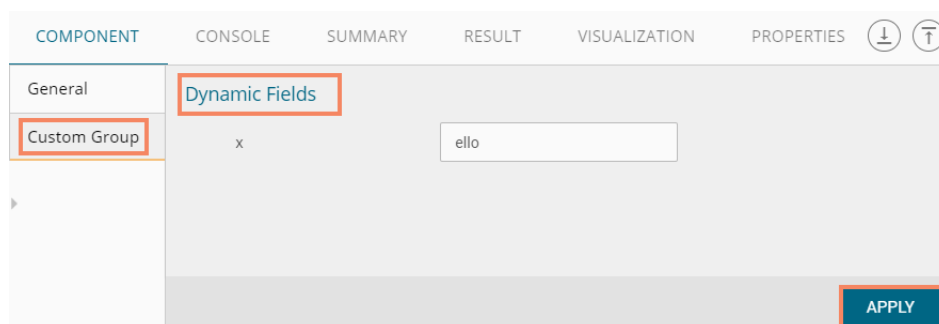 COMPONENT CONSOLE SUMMARY RESULT VISUALIZATION PROPERTIES
General
Dynamic Fields
Custom Group
x ello
APPLY